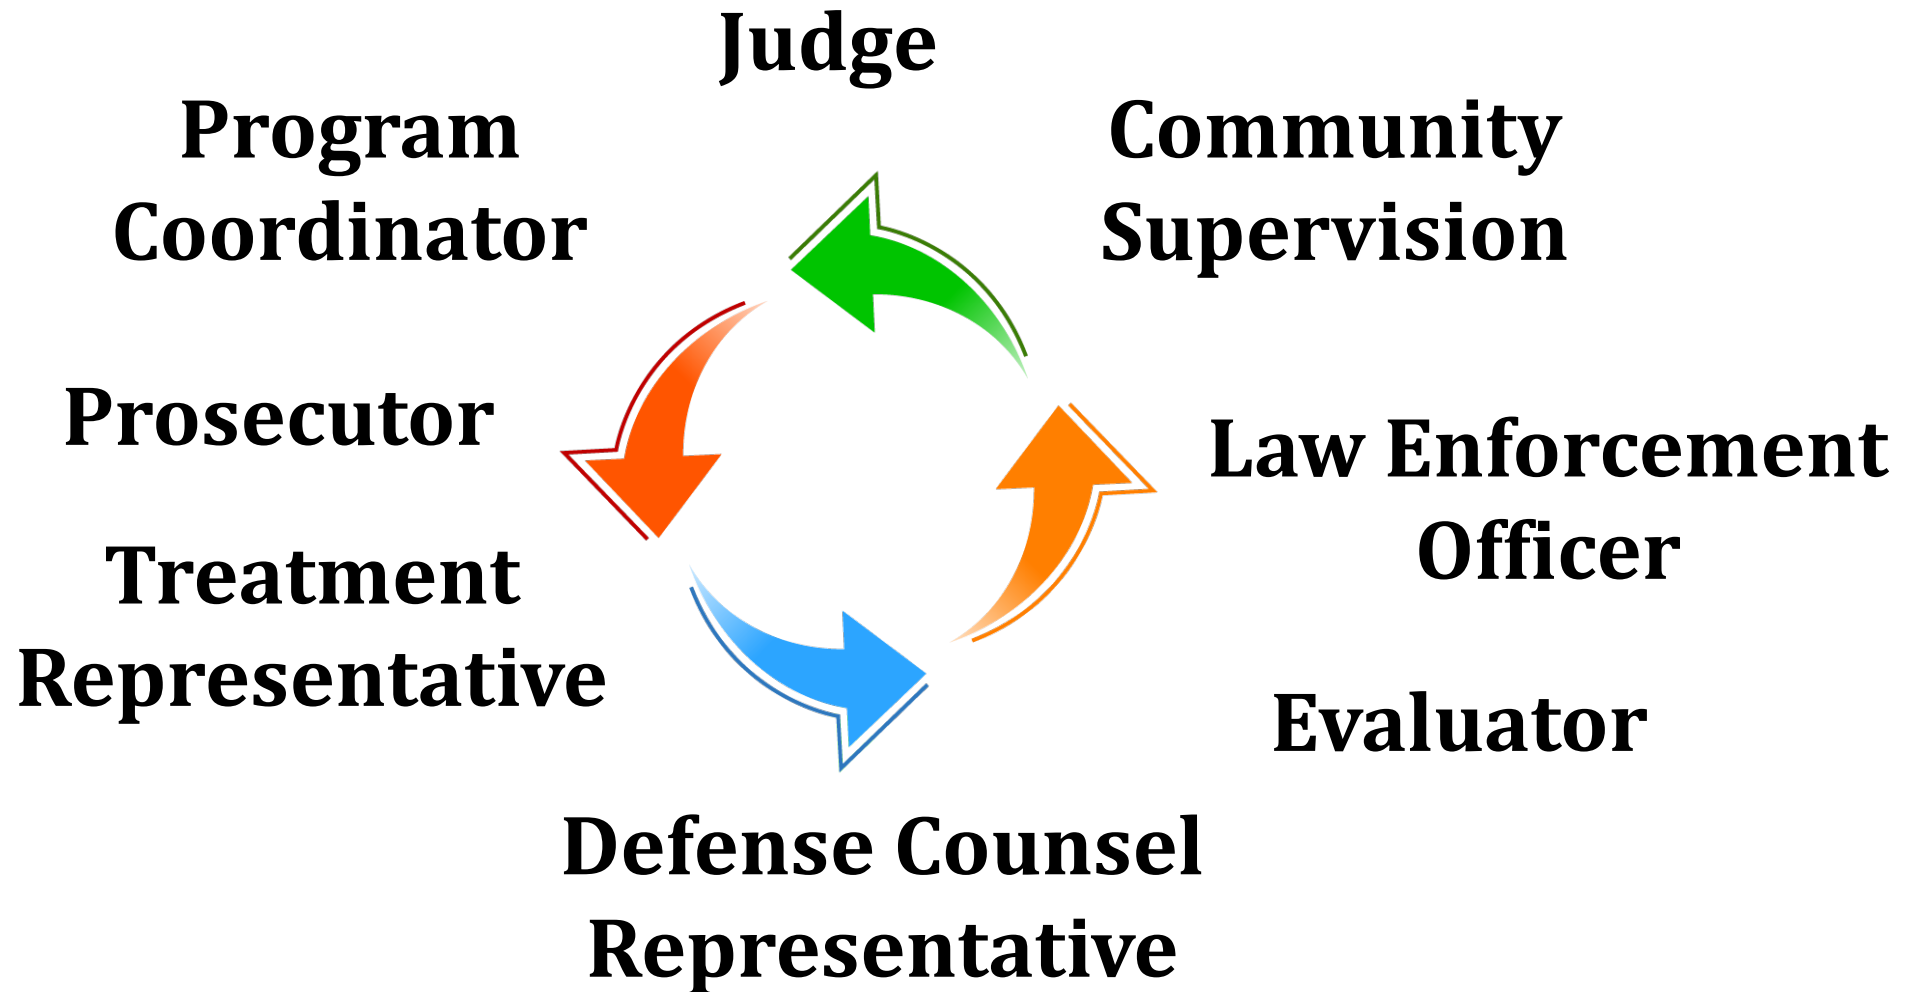 Judge
Program
Coordinator
Community
Supervision
Prosecutor
Law Enforcement
Officer
Treatment
Representative
Evaluator
Defense Counsel
Representative